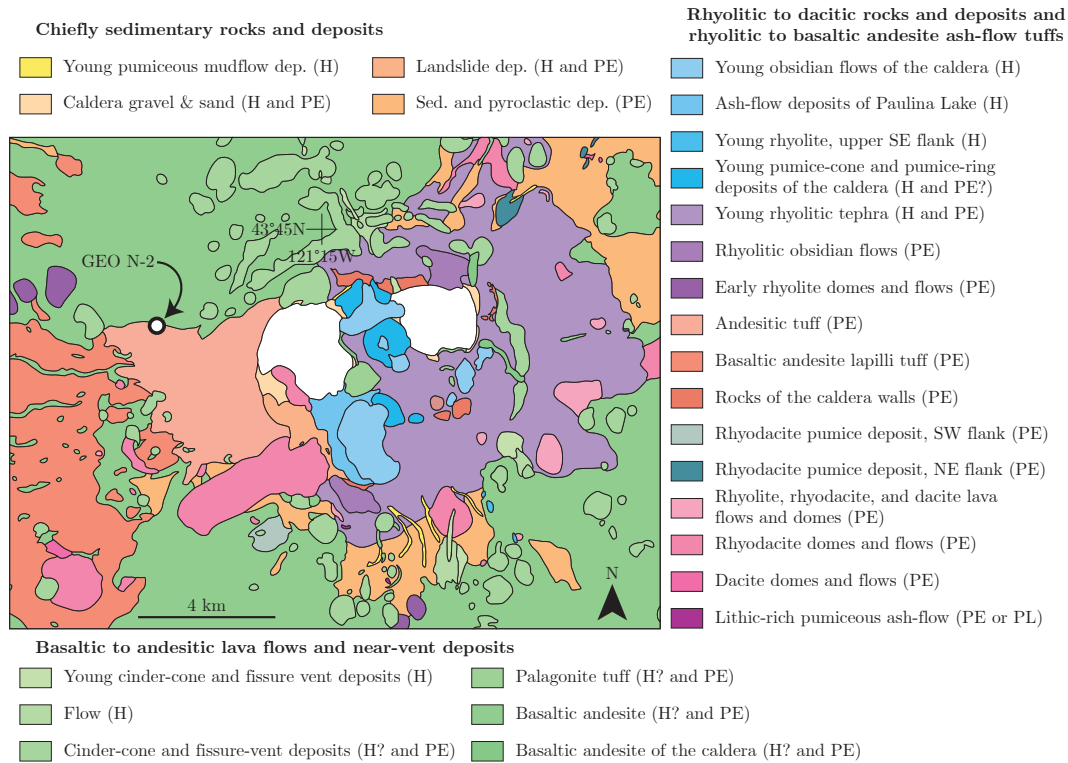 Chiefly sedimentary rocks and deposits
Young pumiceous mudflow dep. (H)
Landslide dep. (H and PE)
Caldera gravel & sand (H and PE)
Sed. and pyroclastic dep. (PE)
Rhyolitic to dacitic rocks and deposits and
rhyolitic to basaltic andesite ash-flow tuffs
Young obsidian flows of the caldera (H)
Ash-flow deposits of Paulina Lake (H)
Young rhyolite, upper SE flank (H)
Young pumice-cone and pumice-ring
deposits of the caldera (H and PE?)
Young rhyolitic tephra (H and PE)
Rhyolitic obsidian flows (PE)
Early rhyolite domes and flows (PE)
Andesitic tuff (PE)
Basaltic andesite lapilli tuff (PE)
Rocks of the caldera walls (PE)
Rhyodacite pumice deposit, SW flank (PE)
Rhyodacite pumice deposit, NE flank (PE)
Rhyolite, rhyodacite, and dacite lava
flows and domes (PE)
Rhyodacite domes and flows (PE)
Dacite domes and flows (PE)
Lithic-rich pumiceous ash-flow (PE or PL)
43°45N
121°15W
GEO N-2
4 km
N
Basaltic to andesitic lava flows and near-vent deposits
Young cinder-cone and fissure vent deposits (H)
Palagonite tuff (H? and PE)
Flow (H)
Basaltic andesite (H? and PE)
Cinder-cone and fissure-vent deposits (H? and PE)
Basaltic andesite of the caldera (H? and PE)